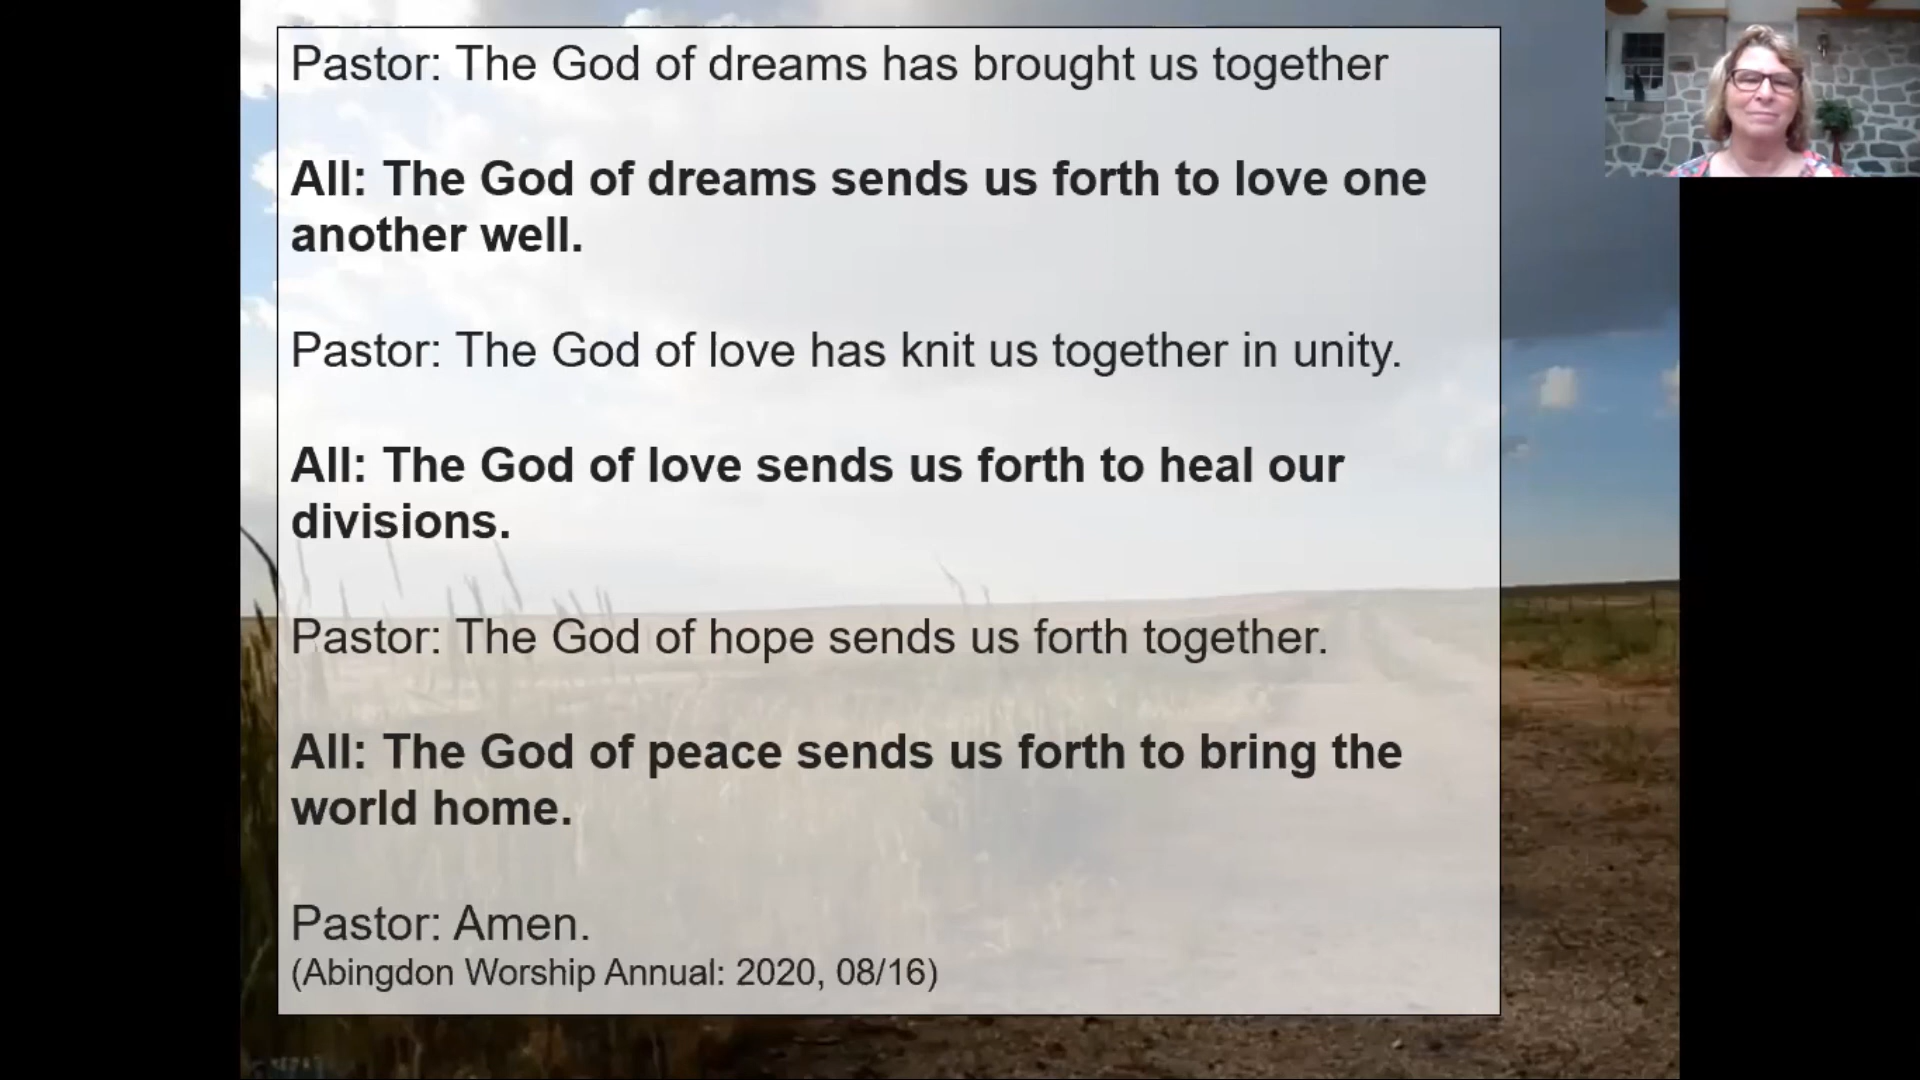 Pastor: The God of dreams has brought us together
All: The God of dreams sends us forth to love one
another well.
Pastor: The God of love has knit us together in unity.
All: The God of love sends us forth to heal our
divisions.
Pastor: The God of hope sends us forth together.
All: The God of peace sends us forth to bring the
world home.
Pastor: Amen.
(Abingdon Worship Annual: 2020, 08/16)